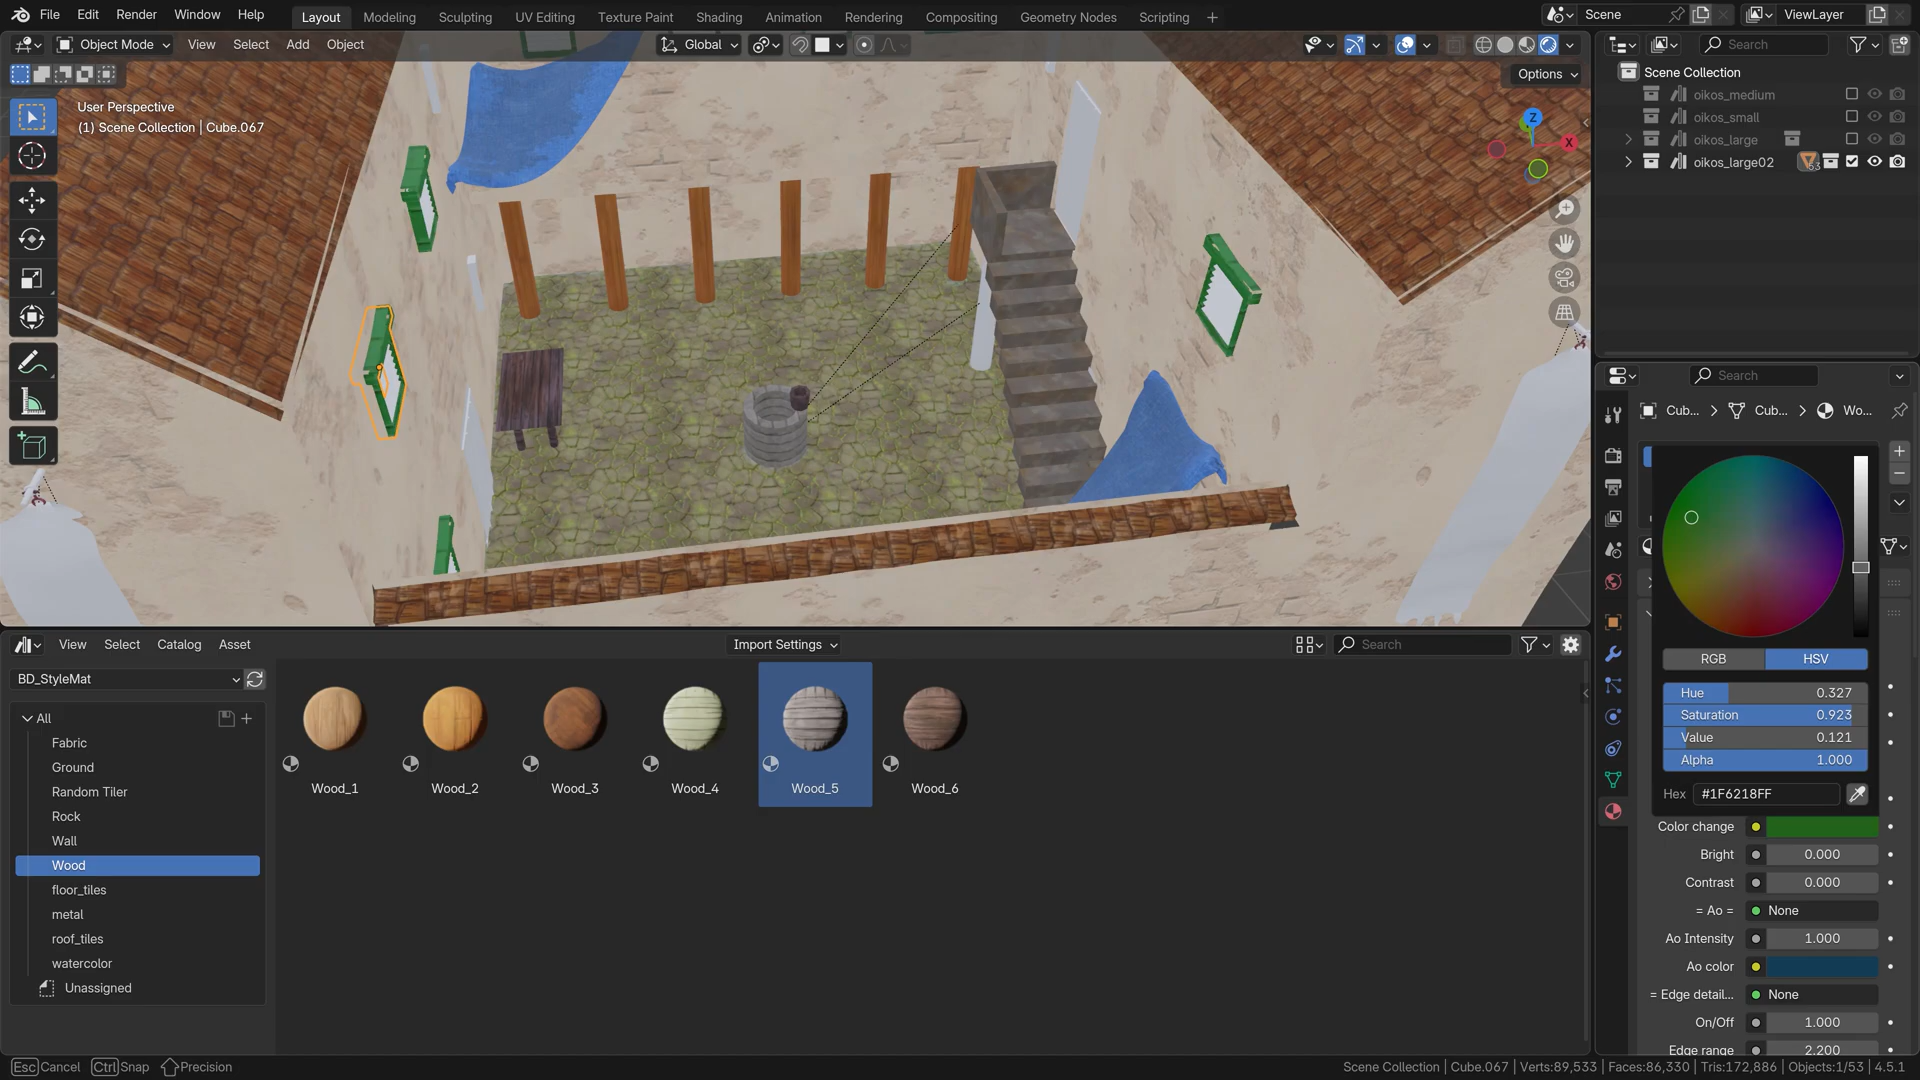 File Edit Render Window Help Layout Modeling Sculpting UV Editing Texture Paint Shading Animation Rendering Compositing Geometry Nodes Scripting + Scene ViewLayer
Object Mode View Select Add Object Global Search
Options
User Perspective
(1) Scene Collection | Cube.067
Z
X
Scene Collection
oikos_medium
oikos_small
oikos_large
oikos_large02 53
Search
Cub... > Cub... > Wo...
RGB HSV
Hue 0.327
Saturation 0.923
Value 0.121
Alpha 1.000
Hex #1F6218FF
Color change
Bright 0.000
Contrast 0.000
= Ao = None
Ao Intensity 1.000
Ao color
= Edge detail... None
On/Off 1.000
Edge range 2.200
View Select Catalog Asset Import Settings Search
BD_StyleMat
All
Fabric
Ground
Random Tiler
Rock
Wall
Wood
floor_tiles
metal
roof_tiles
watercolor
Unassigned
Wood_1 Wood_2 Wood_3 Wood_4 Wood_5 Wood_6
Esc Cancel Ctrl Snap Precision
Scene Collection | Cube.067 | Verts:89,533 | Faces:86,330 | Tris:172,886 | Objects:1/53 | 4.5.1